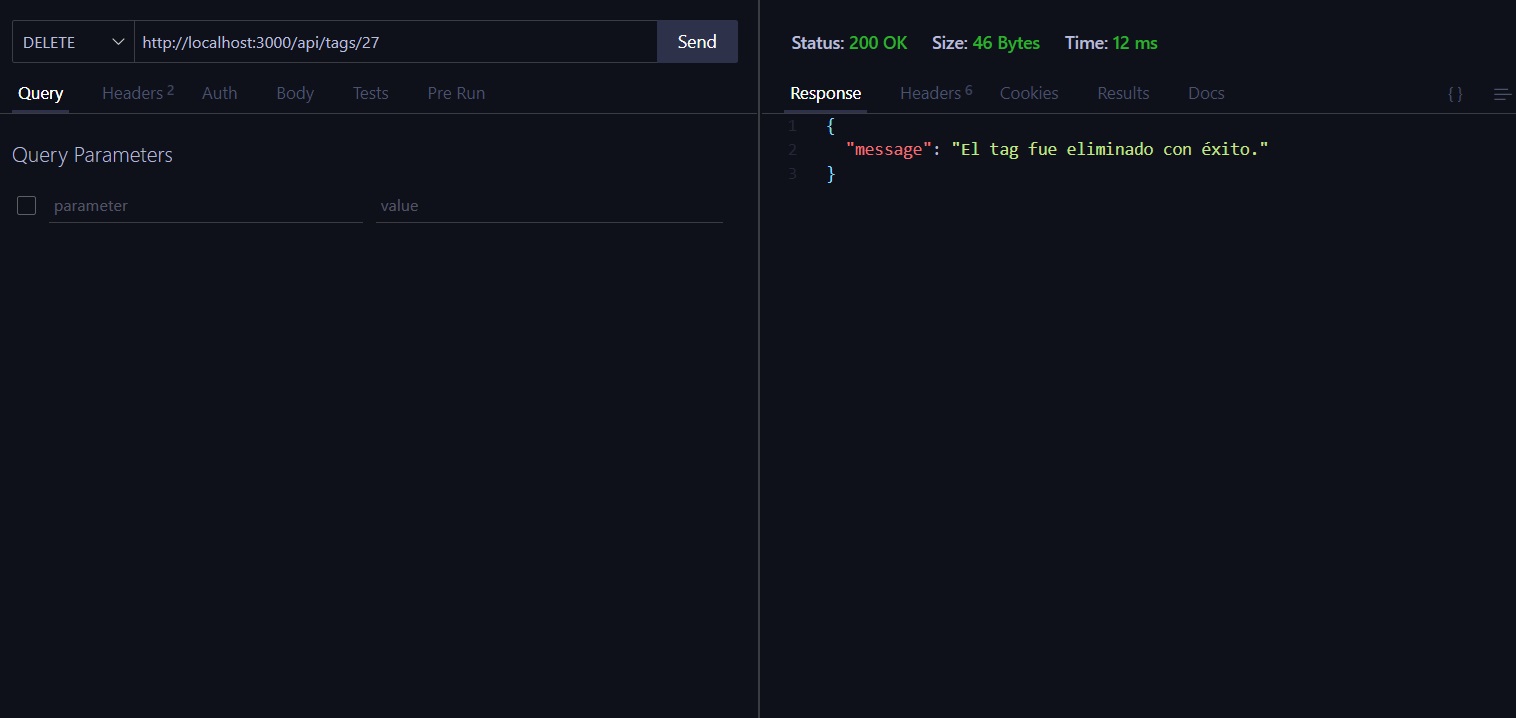 DELETE http://localhost:3000/api/tags/27 Send
Query Headers 2 Auth Body Tests Pre Run
Query Parameters
parameter value
Status: 200 OK Size: 46 Bytes Time: 12 ms
Response Headers 6 Cookies Results Docs { }
1 {
2 "message": "El tag fue eliminado con éxito."
3 }